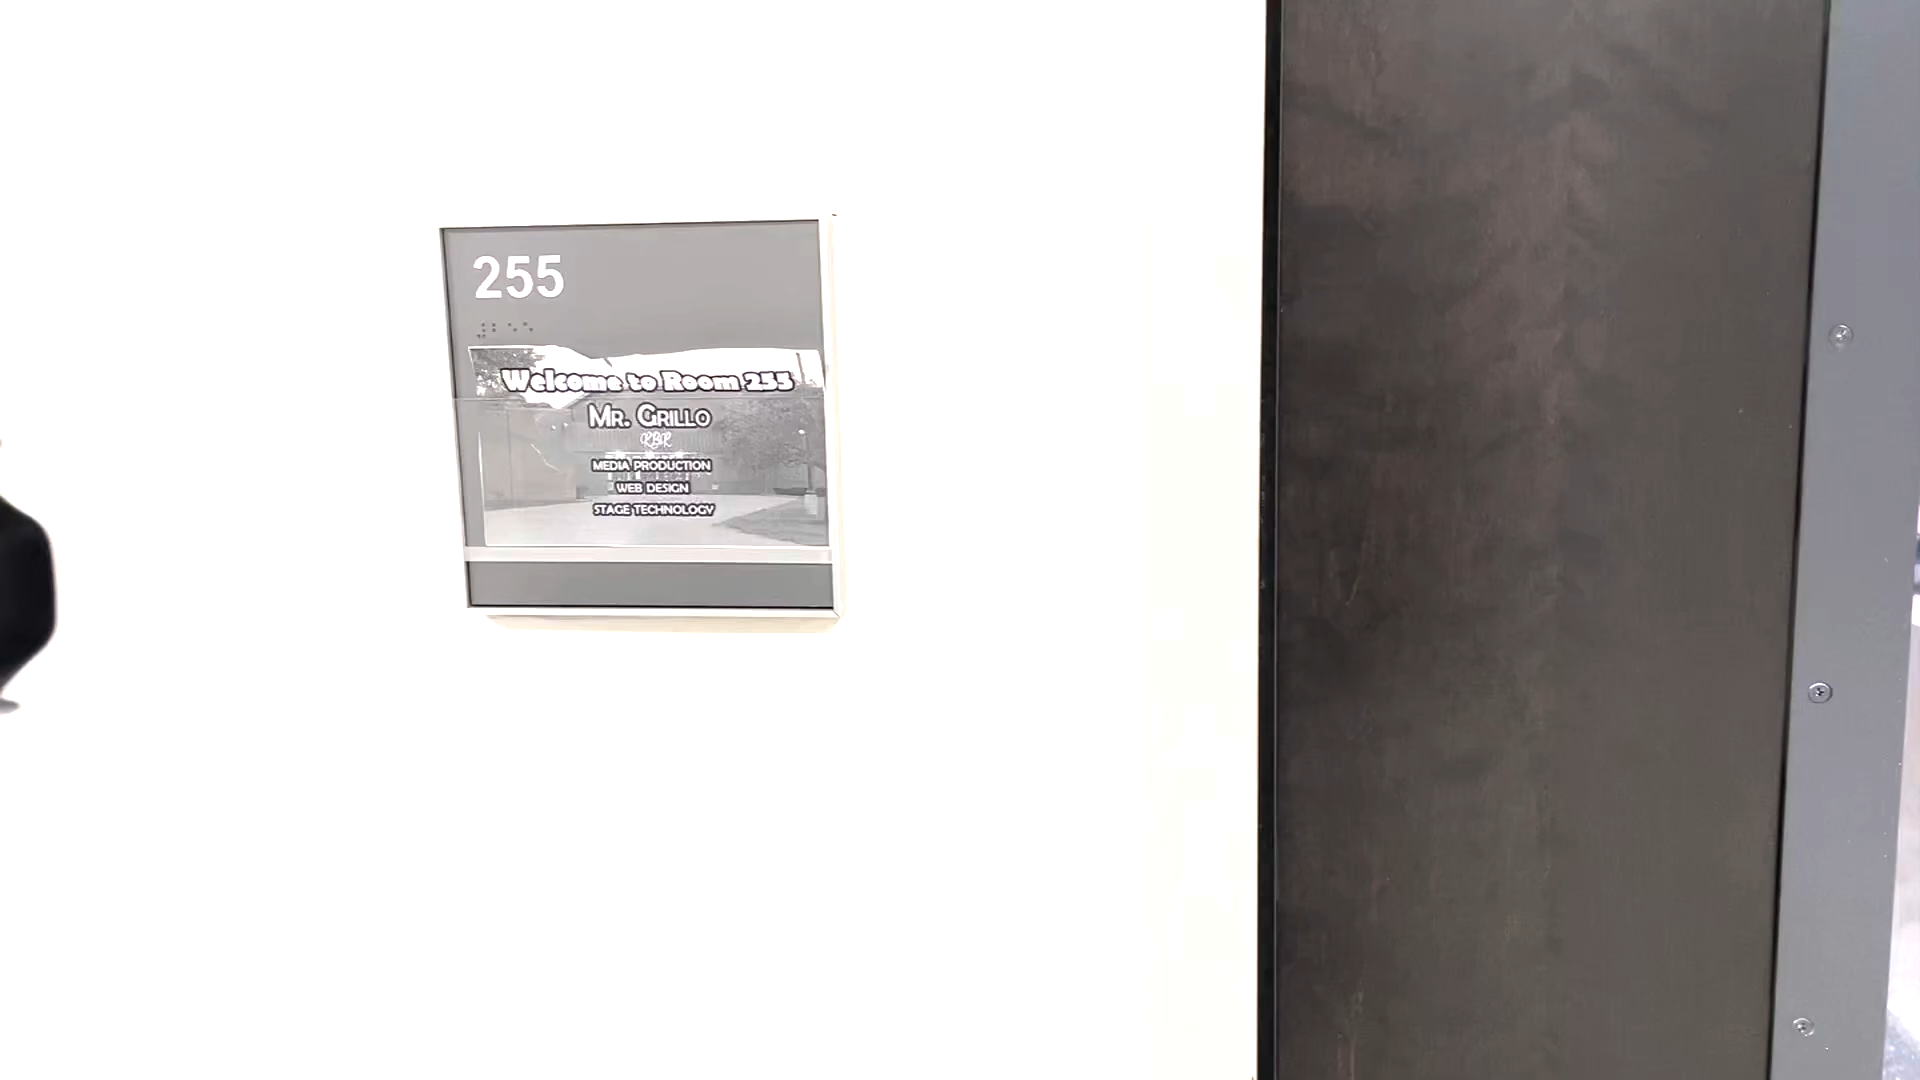 255
Welcome to Room 255
MR. GRILLO
RBR
MEDIA PRODUCTION
WEB DESIGN
STAGE TECHNOLOGY